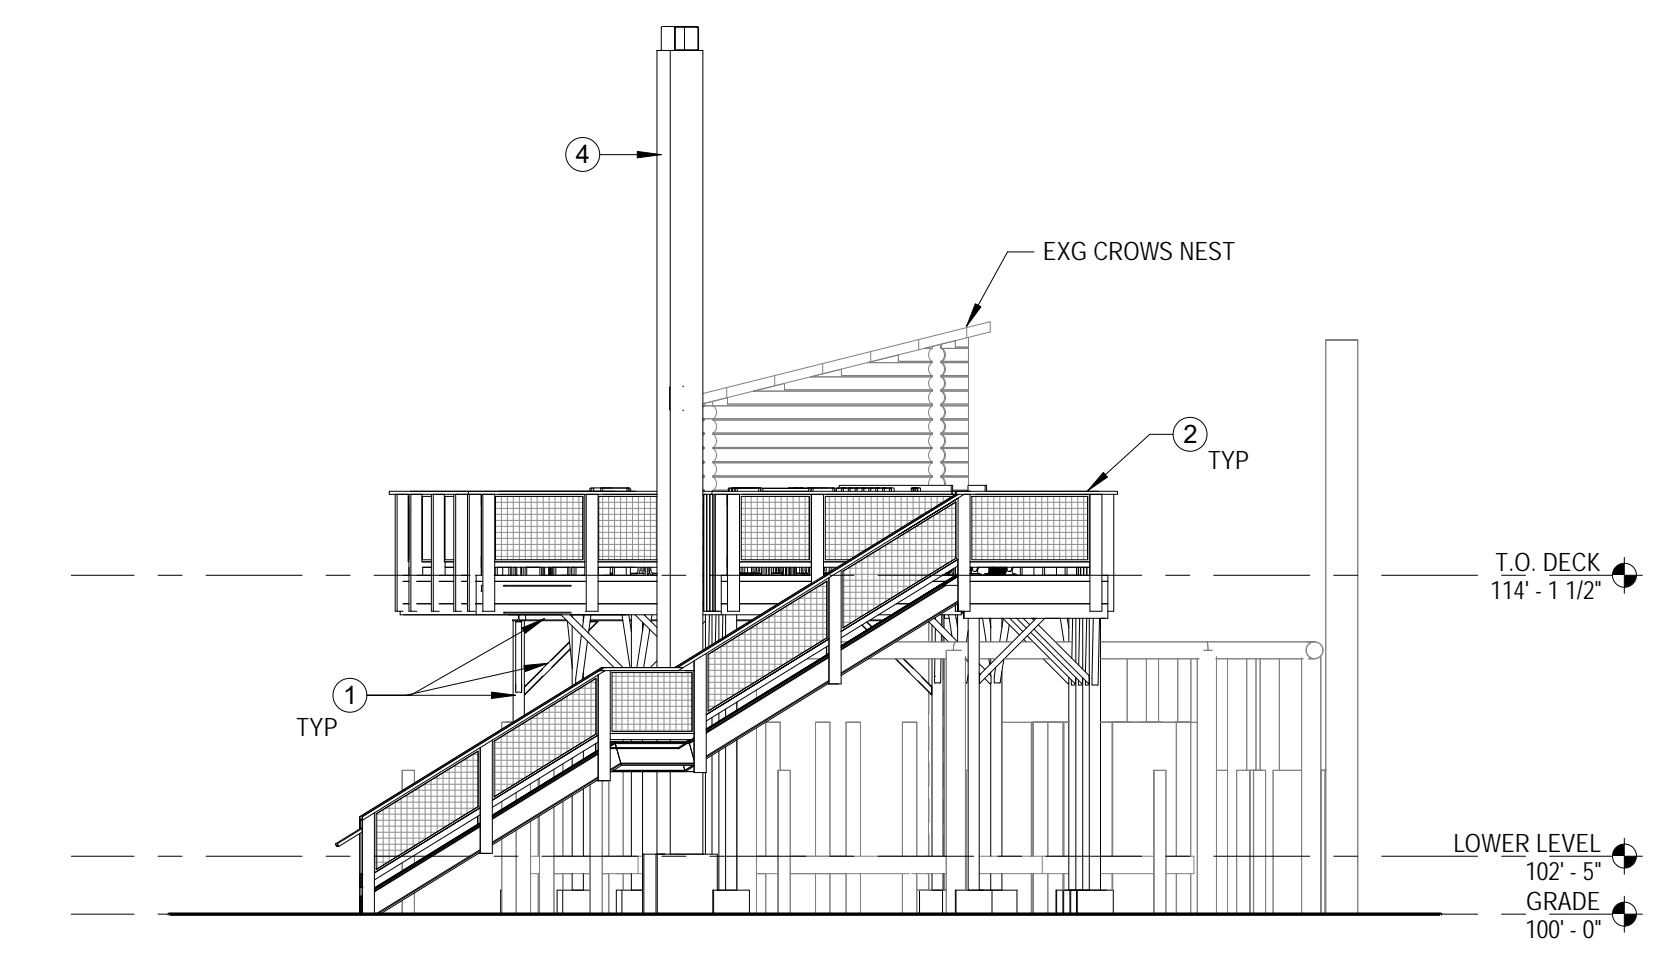 4
EXG CROWS NEST
2
TYP
T.O. DECK
114' - 1 1/2"
1
TYP
LOWER LEVEL
102' - 5"
GRADE
100' - 0"